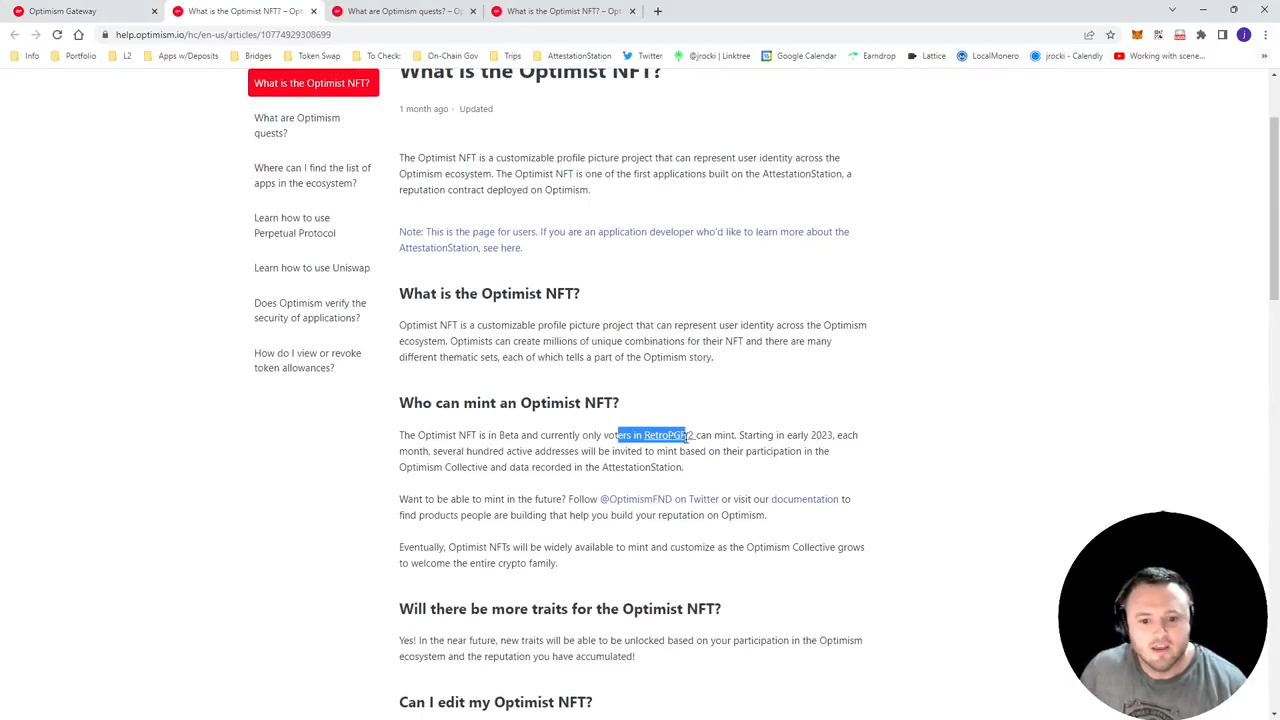 Optimism Gateway
What is the Optimist NFT? – Opt
What are Optimism quests? – O
What is the Optimist NFT? – Opt
help.optimism.io/hc/en-us/articles/10774929308699
Info Portfolio L2 Apps w/Deposits Bridges Token Swap To Check: On-Chain Gov Trips AttestationStation Twitter @jrocki | Linktree Google Calendar Earndrop Lattice LocalMonero jrocki - Calendly Working with scene...
What is the Optimist NFT?
What are Optimism
quests?
Where can I find the list of
apps in the ecosystem?
Learn how to use
Perpetual Protocol
Learn how to use Uniswap
Does Optimism verify the
security of applications?
How do I view or revoke
token allowances?
What is the Optimist NFT?
1 month ago · Updated
The Optimist NFT is a customizable profile picture project that can represent user identity across the
Optimism ecosystem. The Optimist NFT is one of the first applications built on the AttestationStation, a
reputation contract deployed on Optimism.
Note: This is the page for users. If you are an application developer who'd like to learn more about the
AttestationStation, see here.
What is the Optimist NFT?
Optimist NFT is a customizable profile picture project that can represent user identity across the Optimism
ecosystem. Optimists can create millions of unique combinations for their NFT and there are many
different thematic sets, each of which tells a part of the Optimism story.
Who can mint an Optimist NFT?
The Optimist NFT is in Beta and currently only voters in RetroPGF2 can mint. Starting in early 2023, each
month, several hundred active addresses will be invited to mint based on their participation in the
Optimism Collective and data recorded in the AttestationStation.
Want to be able to mint in the future? Follow @OptimismFND on Twitter or visit our documentation to
find products people are building that help you build your reputation on Optimism.
Eventually, Optimist NFTs will be widely available to mint and customize as the Optimism Collective grows
to welcome the entire crypto family.
Will there be more traits for the Optimist NFT?
Yes! In the near future, new traits will be able to be unlocked based on your participation in the Optimism
ecosystem and the reputation you have accumulated!
Can I edit my Optimist NFT?